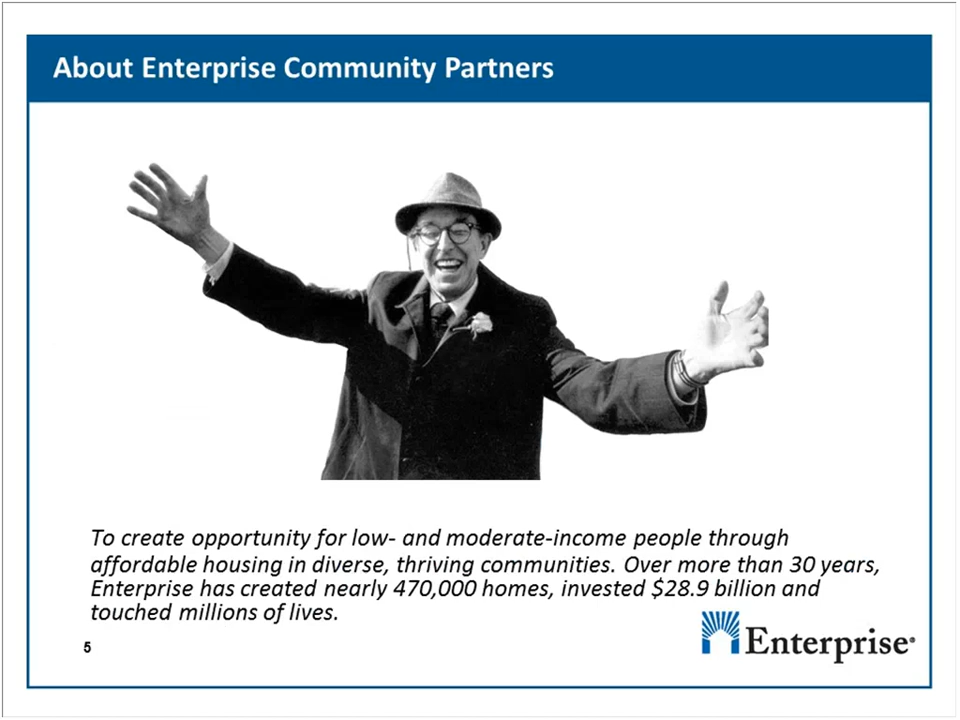 About Enterprise Community Partners
To create opportunity for low- and moderate-income people through
affordable housing in diverse, thriving communities. Over more than 30 years,
Enterprise has created nearly 470,000 homes, invested $28.9 billion and
touched millions of lives.
5
Enterprise®